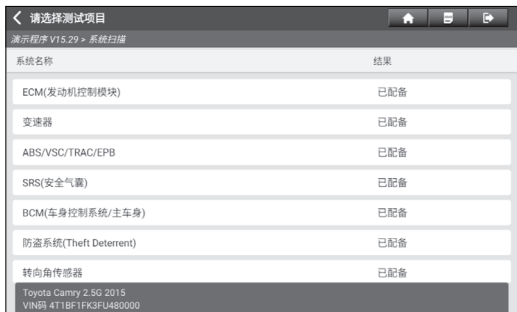 请选择测试项目
演示程序 V15.29 > 系统扫描
系统名称 结果
ECM(发动机控制模块) 已配备
变速器 已配备
ABS/VSC/TRAC/EPB 已配备
SRS(安全气囊) 已配备
BCM(车身控制系统/主车身) 已配备
防盗系统(Theft Deterrent) 已配备
转向角传感器 已配备
Toyota Camry 2.5G 2015
VIN码 4T1BF1FK3FU480000